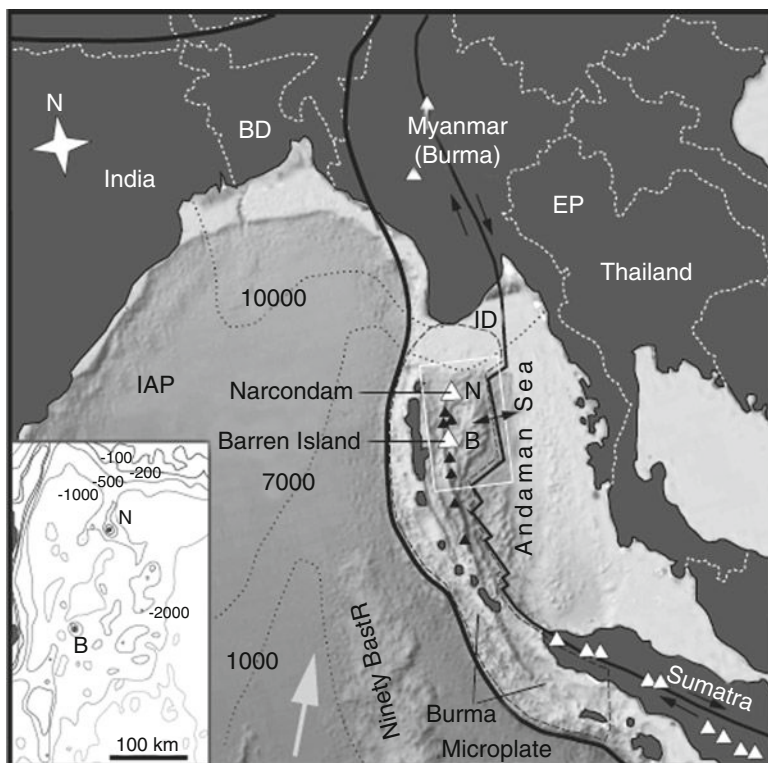 N
BD
India
Myanmar
(Burma)
EP
Thailand
10000
ID
IAP
Narcondam
N
Barren Island
B
Andaman Sea
7000
-100
-200
-500
-1000
N
-2000
B
100 km
1000
Ninety BastR
Burma
Microplate
Sumatra